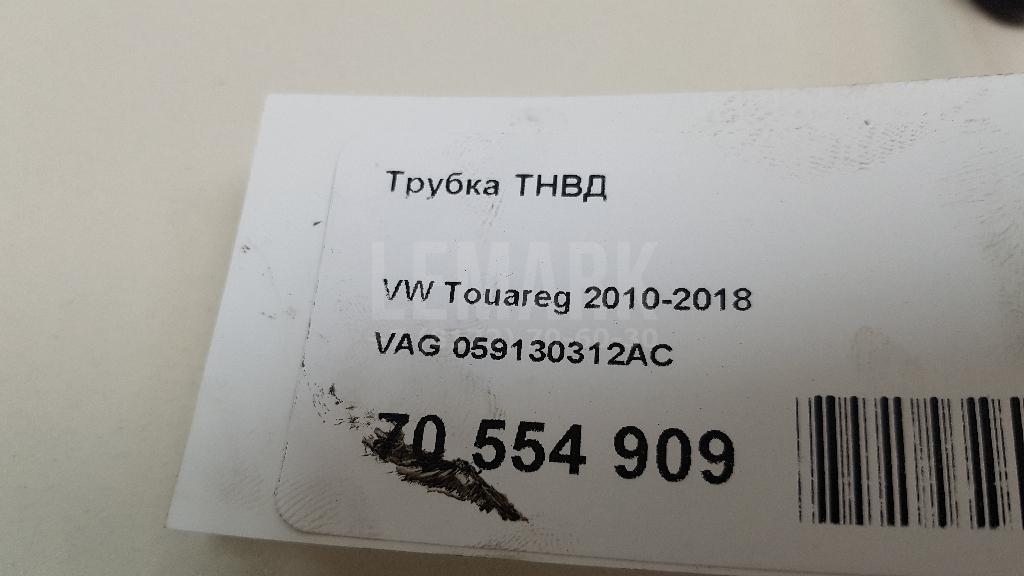 Трубка ТНВД
LEMARK
VW Touareg 2010-2018
VAG 059130312AC
70 554 909